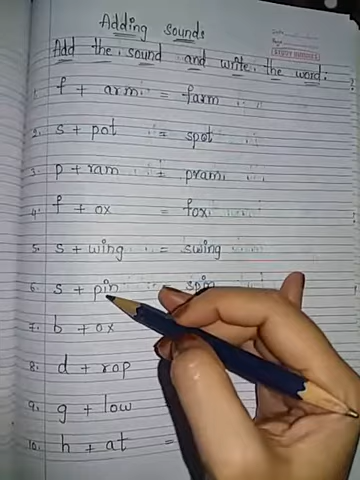 Adding sounds
Add the sound and write the word.
1. f + arm = farm
2. s + pot = spot
3. p + ram = pram
4. f + ox = fox
5. s + wing = swing
6. s + pin = spin
7. b + ox
8. d + rop
9. g + low
10. h + at =